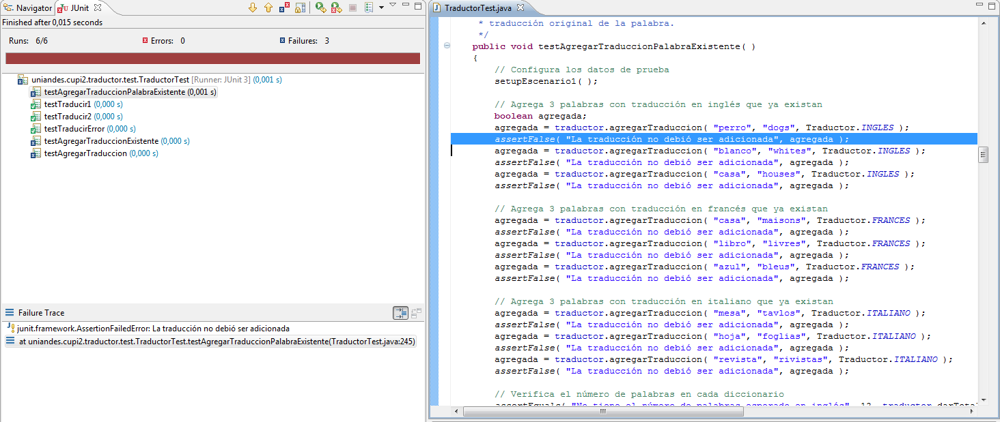 Navigator
JUnit
Finished after 0,015 seconds
Runs: 6/6
Errors: 0
Failures: 3
uniandes.cupi2.traductor.test.TraductorTest [Runner: JUnit 3] (0,001 s)
testAgregarTraduccionPalabraExistente (0,001 s)
testTraducir1 (0,000 s)
testTraducir2 (0,000 s)
testTraducirError (0,000 s)
testAgregarTraduccionExistente (0,000 s)
testAgregarTraduccion (0,000 s)
Failure Trace
junit.framework.AssertionFailedError: La traducción no debió ser adicionada
at uniandes.cupi2.traductor.test.TraductorTest.testAgregarTraduccionPalabraExistente(TraductorTest.java:245)
TraductorTest.java
* traducción original de la palabra.
*/
public void testAgregarTraduccionPalabraExistente( )
{
// Configura los datos de prueba
setupEscenario1( );
// Agrega 3 palabras con traducción en inglés que ya existan
boolean agregada;
agregada = traductor.agregarTraduccion( "perro", "dogs", Traductor.INGLES );
assertFalse( "La traducción no debió ser adicionada", agregada );
agregada = traductor.agregarTraduccion( "blanco", "whites", Traductor.INGLES );
assertFalse( "La traducción no debió ser adicionada", agregada );
agregada = traductor.agregarTraduccion( "casa", "houses", Traductor.INGLES );
assertFalse( "La traducción no debió ser adicionada", agregada );
// Agrega 3 palabras con traducción en francés que ya existan
agregada = traductor.agregarTraduccion( "casa", "maisons", Traductor.FRANCES );
assertFalse( "La traducción no debió ser adicionada", agregada );
agregada = traductor.agregarTraduccion( "libro", "livres", Traductor.FRANCES );
assertFalse( "La traducción no debió ser adicionada", agregada );
agregada = traductor.agregarTraduccion( "azul", "bleus", Traductor.FRANCES );
assertFalse( "La traducción no debió ser adicionada", agregada );
// Agrega 3 palabras con traducción en italiano que ya existan
agregada = traductor.agregarTraduccion( "mesa", "tavlos", Traductor.ITALIANO );
assertFalse( "La traducción no debió ser adicionada", agregada );
agregada = traductor.agregarTraduccion( "hoja", "foglias", Traductor.ITALIANO );
assertFalse( "La traducción no debió ser adicionada", agregada );
agregada = traductor.agregarTraduccion( "revista", "rivistas", Traductor.ITALIANO );
assertFalse( "La traducción no debió ser adicionada", agregada );
// Verifica el número de palabras en cada diccionario
assertEquals( "No tiene el número de palabras esperado en inglés", 12, traductor.darTotal